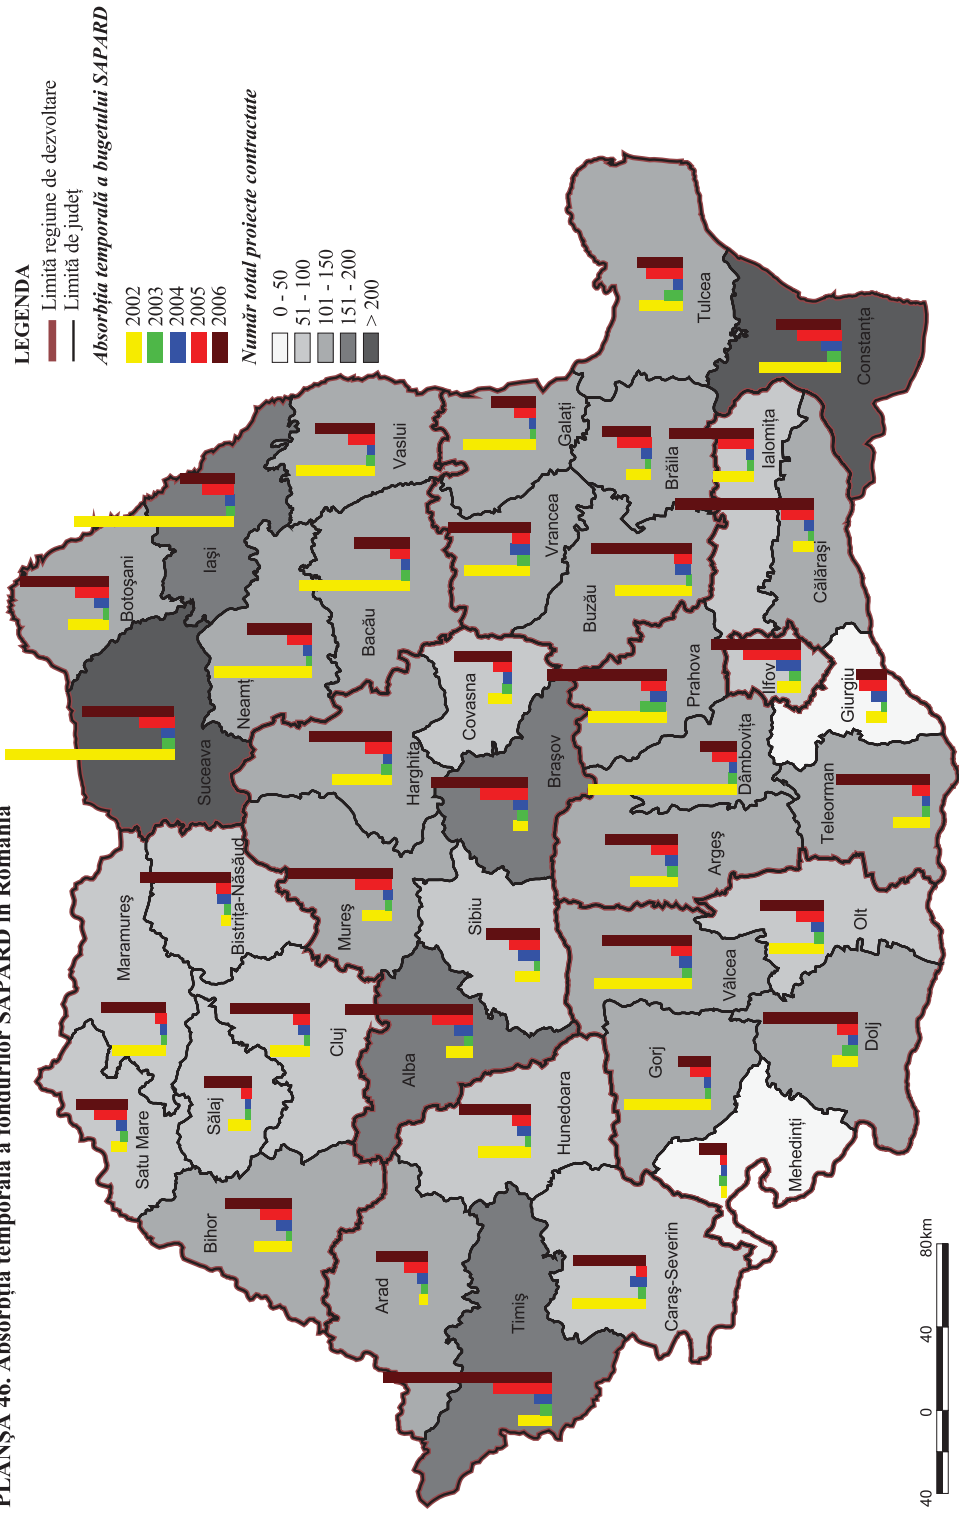 PLANȘA 46. Absorbția temporală a fondurilor SAPARD în România
LEGENDA
Limită regiune de dezvoltare
Limită de județ
Absorbția temporală a bugetului SAPARD
2002
2003
2004
2005
2006
Număr total proiecte contractate
0 - 50
51 - 100
101 - 150
151 - 200
> 200
Satu Mare
Maramureș
Botoșani
Suceava
Bihor
Sălaj
Bistrița-Năsăud
Iași
Neamț
Cluj
Mureș
Harghita
Bacău
Vaslui
Arad
Alba
Sibiu
Covasna
Brașov
Vrancea
Galați
Timiș
Hunedoara
Caraș-Severin
Gorj
Vâlcea
Argeș
Dâmbovița
Prahova
Buzău
Brăila
Tulcea
Mehedinți
Dolj
Olt
Teleorman
Giurgiu
Ilfov
Călărași
Ialomița
Constanța
40 0 40 80km